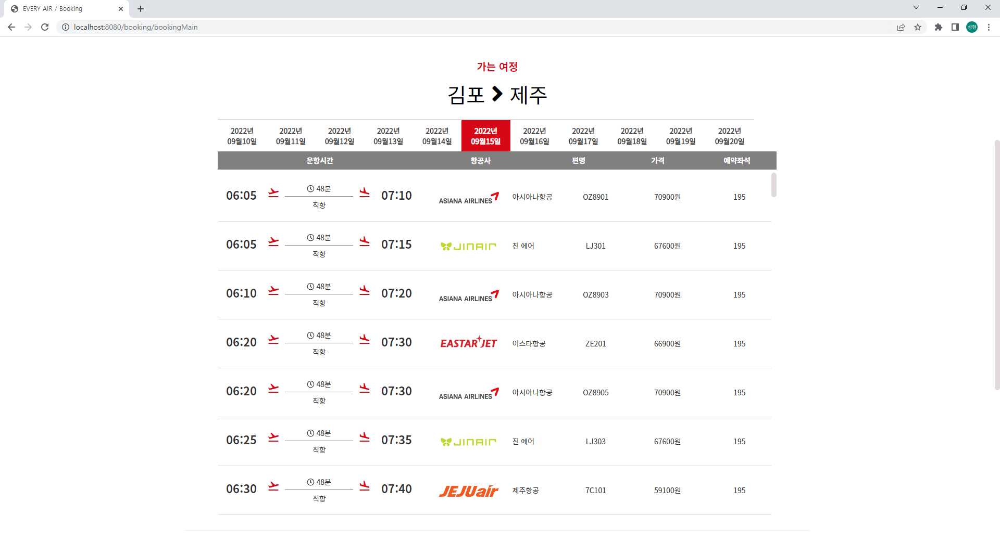 EVERY AIR / Booking
localhost:8080/booking/bookingMain
성현
가는 여정
김포 제주
2022년 2022년 2022년 2022년 2022년 2022년 2022년 2022년 2022년 2022년 2022년
09월10일 09월11일 09월12일 09월13일 09월14일 09월15일 09월16일 09월17일 09월18일 09월19일 09월20일
운항시간 항공사 편명 가격 예약좌석
48분
06:05 07:10 ASIANA AIRLINES 아시아나항공 OZ8901 70900원 195
직항
48분
06:05 07:15 JINAIR 진 에어 LJ301 67600원 195
직항
48분
06:10 07:20 ASIANA AIRLINES 아시아나항공 OZ8903 70900원 195
직항
48분
06:20 07:30 EASTAR JET 이스타항공 ZE201 66900원 195
직항
48분
06:20 07:30 ASIANA AIRLINES 아시아나항공 OZ8905 70900원 195
직항
48분
06:25 07:35 JINAIR 진 에어 LJ303 67600원 195
직항
48분
06:30 07:40 JEJUair 제주항공 7C101 59100원 195
직항